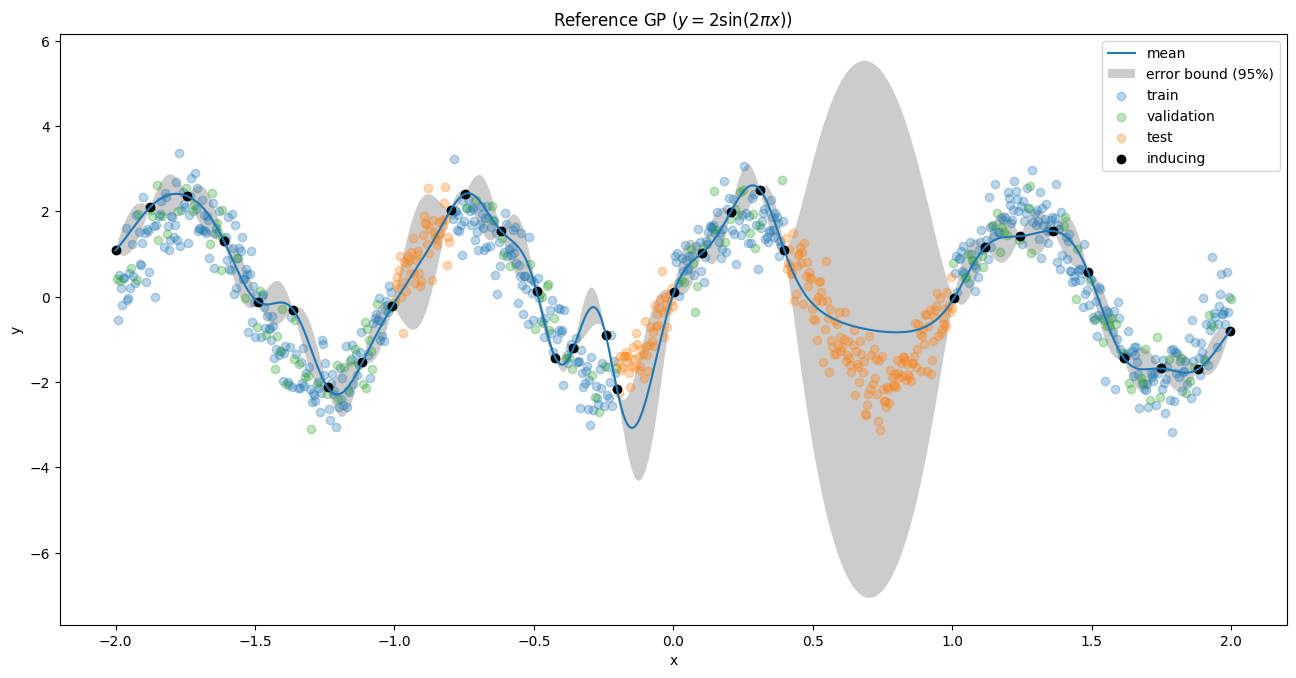 Reference GP (y = 2sin(2πx))
mean
error bound (95%)
train
validation
test
inducing
6
4
2
0
−2
−4
−6
y
−2.0 −1.5 −1.0 −0.5 0.0 0.5 1.0 1.5 2.0
x